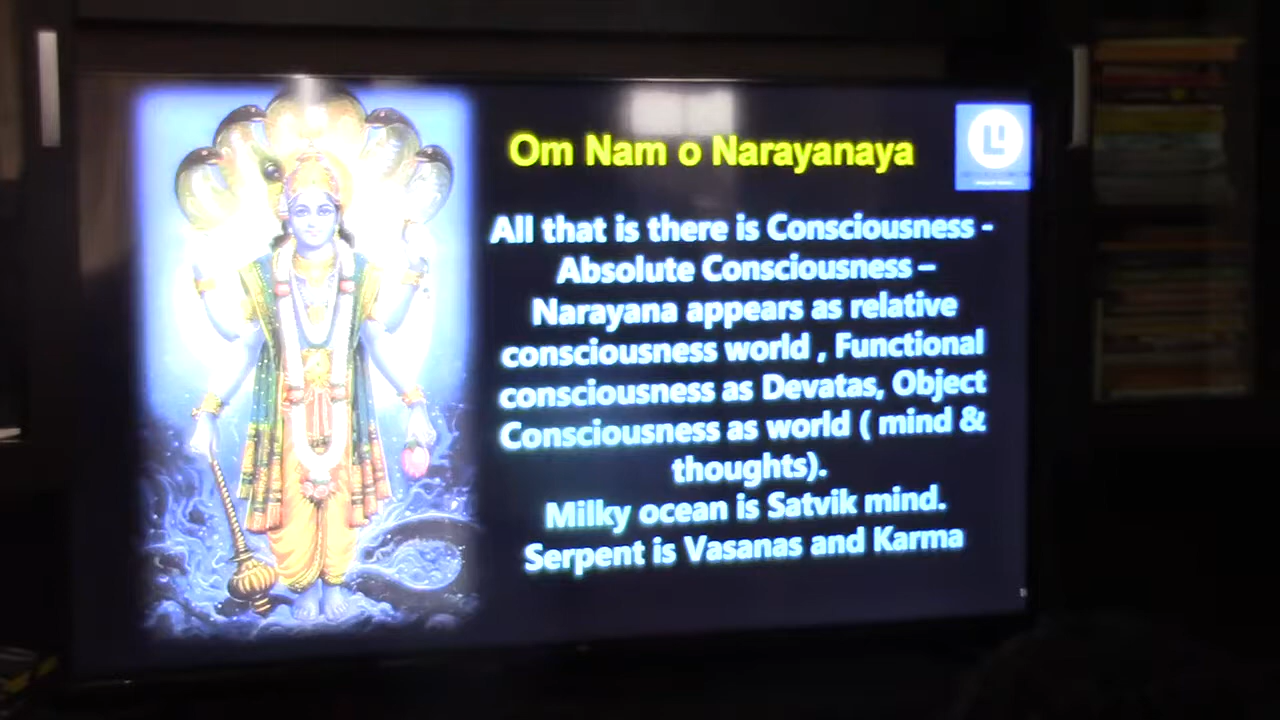 Om Nam o Narayanaya
All that is there is Consciousness -
Absolute Consciousness –
Narayana appears as relative
consciousness world , Functional
consciousness as Devatas, Object
Consciousness as world ( mind &
thoughts).
Milky ocean is Satvik mind.
Serpent is Vasanas and Karma